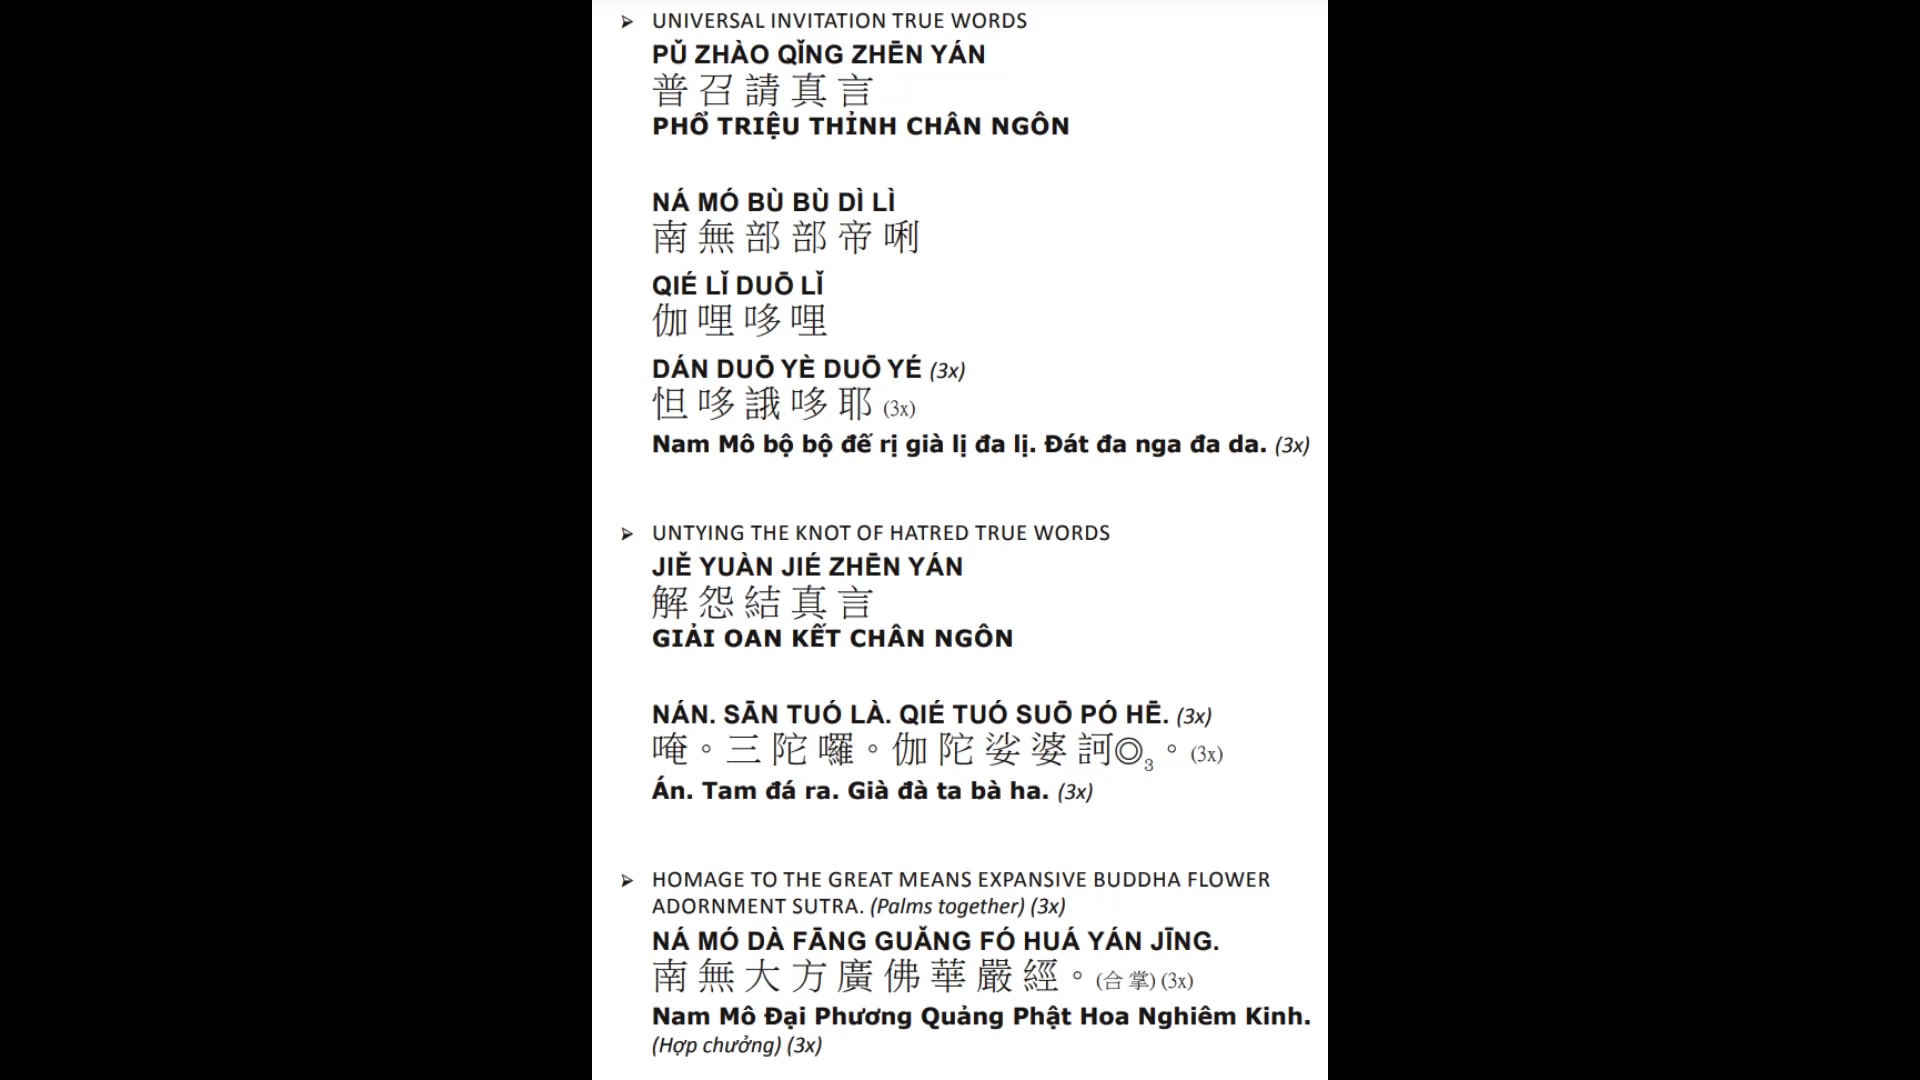 ➢ UNIVERSAL INVITATION TRUE WORDS
PǓ ZHÀO QǏNG ZHĒN YÁN
普召請真言
PHỔ TRIỆU THỈNH CHÂN NGÔN
NÁ MÓ BÙ BÙ DÌ LÌ
南無部部帝唎
QIÉ LǏ DUŌ LǏ
伽哩哆哩
DÁN DUŌ YÈ DUŌ YÉ (3x)
怛哆誐哆耶 (3x)
Nam Mô bộ bộ đế rị già lị đa lị. Đát đa nga đa da. (3x)
➢ UNTYING THE KNOT OF HATRED TRUE WORDS
JIĚ YUÀN JIÉ ZHĒN YÁN
解怨結真言
GIẢI OAN KẾT CHÂN NGÔN
NÁN. SĀN TUÓ LÀ. QIÉ TUÓ SUŌ PÓ HĒ. (3x)
唵。三陀囉。伽陀娑婆訶◎3。(3x)
Án. Tam đá ra. Già đà ta bà ha. (3x)
➢ HOMAGE TO THE GREAT MEANS EXPANSIVE BUDDHA FLOWER
ADORNMENT SUTRA. (Palms together) (3x)
NÁ MÓ DÀ FĀNG GUǍNG FÓ HUÁ YÁN JĪNG.
南無大方廣佛華嚴經。(合掌) (3x)
Nam Mô Đại Phương Quảng Phật Hoa Nghiêm Kinh.
(Hợp chưởng) (3x)